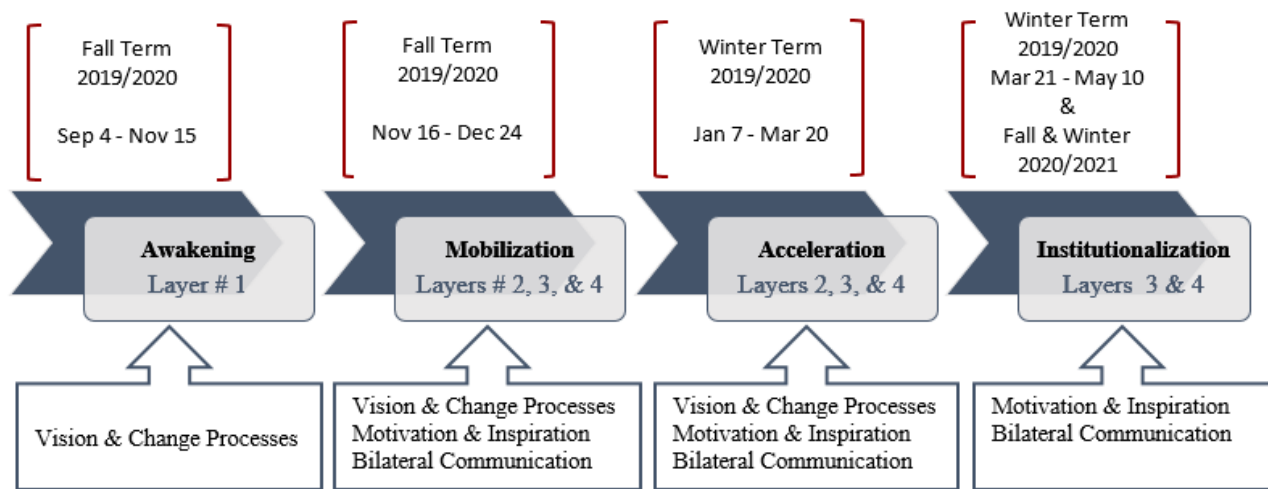 Fall Term
2019/2020
Sep 4 - Nov 15
Fall Term
2019/2020
Nov 16 - Dec 24
Winter Term
2019/2020
Jan 7 - Mar 20
Winter Term
2019/2020
Mar 21 - May 10
&
Fall & Winter
2020/2021
Awakening
Layer # 1
Mobilization
Layers # 2, 3, & 4
Acceleration
Layers 2, 3, & 4
Institutionalization
Layers 3 & 4
Vision & Change Processes
Vision & Change Processes
Motivation & Inspiration
Bilateral Communication
Vision & Change Processes
Motivation & Inspiration
Bilateral Communication
Motivation & Inspiration
Bilateral Communication